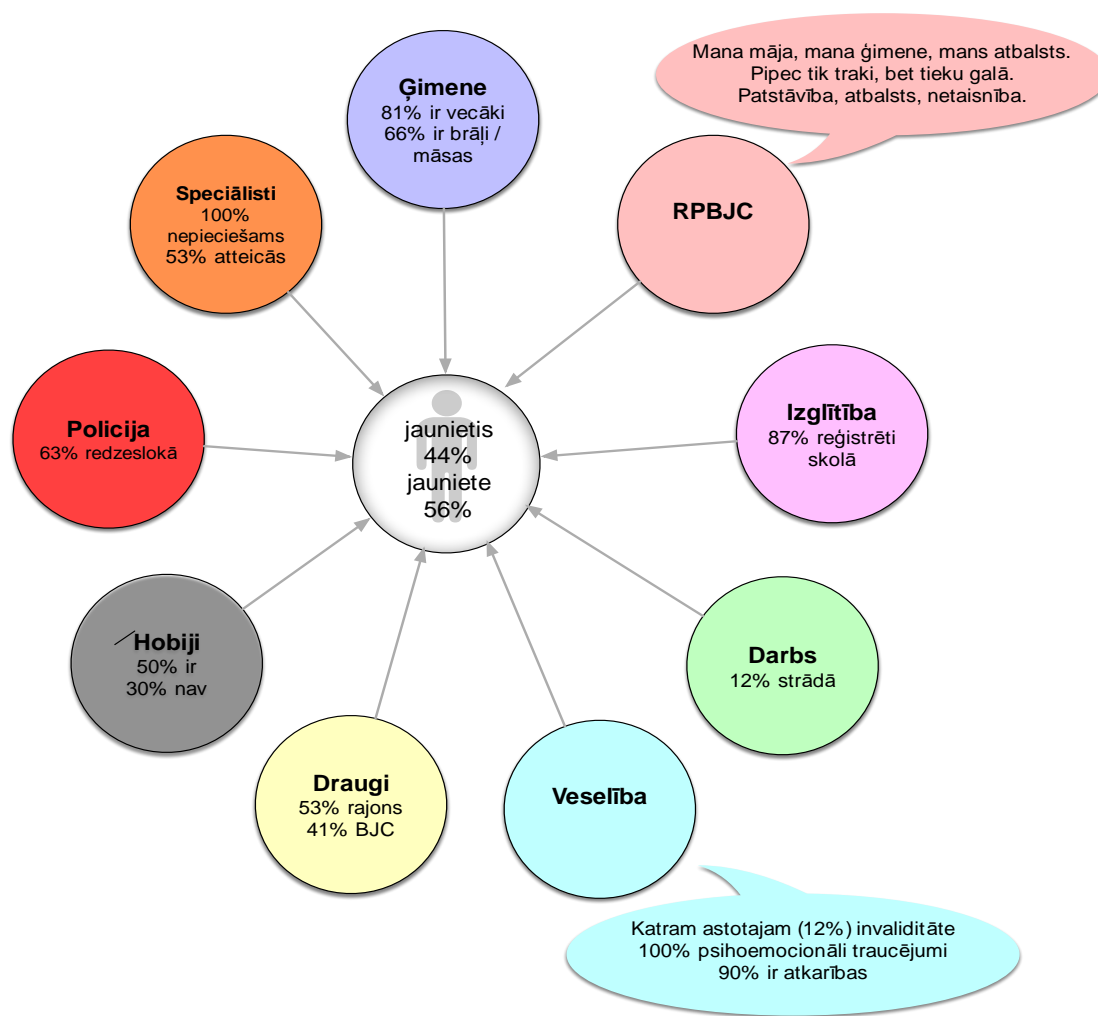 Mana māja, mana ģimene, mans atbalsts.
Pipec tik traki, bet tieku galā.
Patstāvība, atbalsts, netaisnība.
Ģimene
81% ir vecāki
66% ir brāļi /
māsas
Speciālisti
100%
nepieciešams
53% atteicās
RPBJC
Policija
63% redzeslokā
jaunietis
44%
jauniete
56%
Izglītība
87% reģistrēti
skolā
Hobiji
50% ir
30% nav
Darbs
12% strādā
Draugi
53% rajons
41% BJC
Veselība
Katram astotajam (12%) invaliditāte
100% psihoemocionāli traucējumi
90% ir atkarības